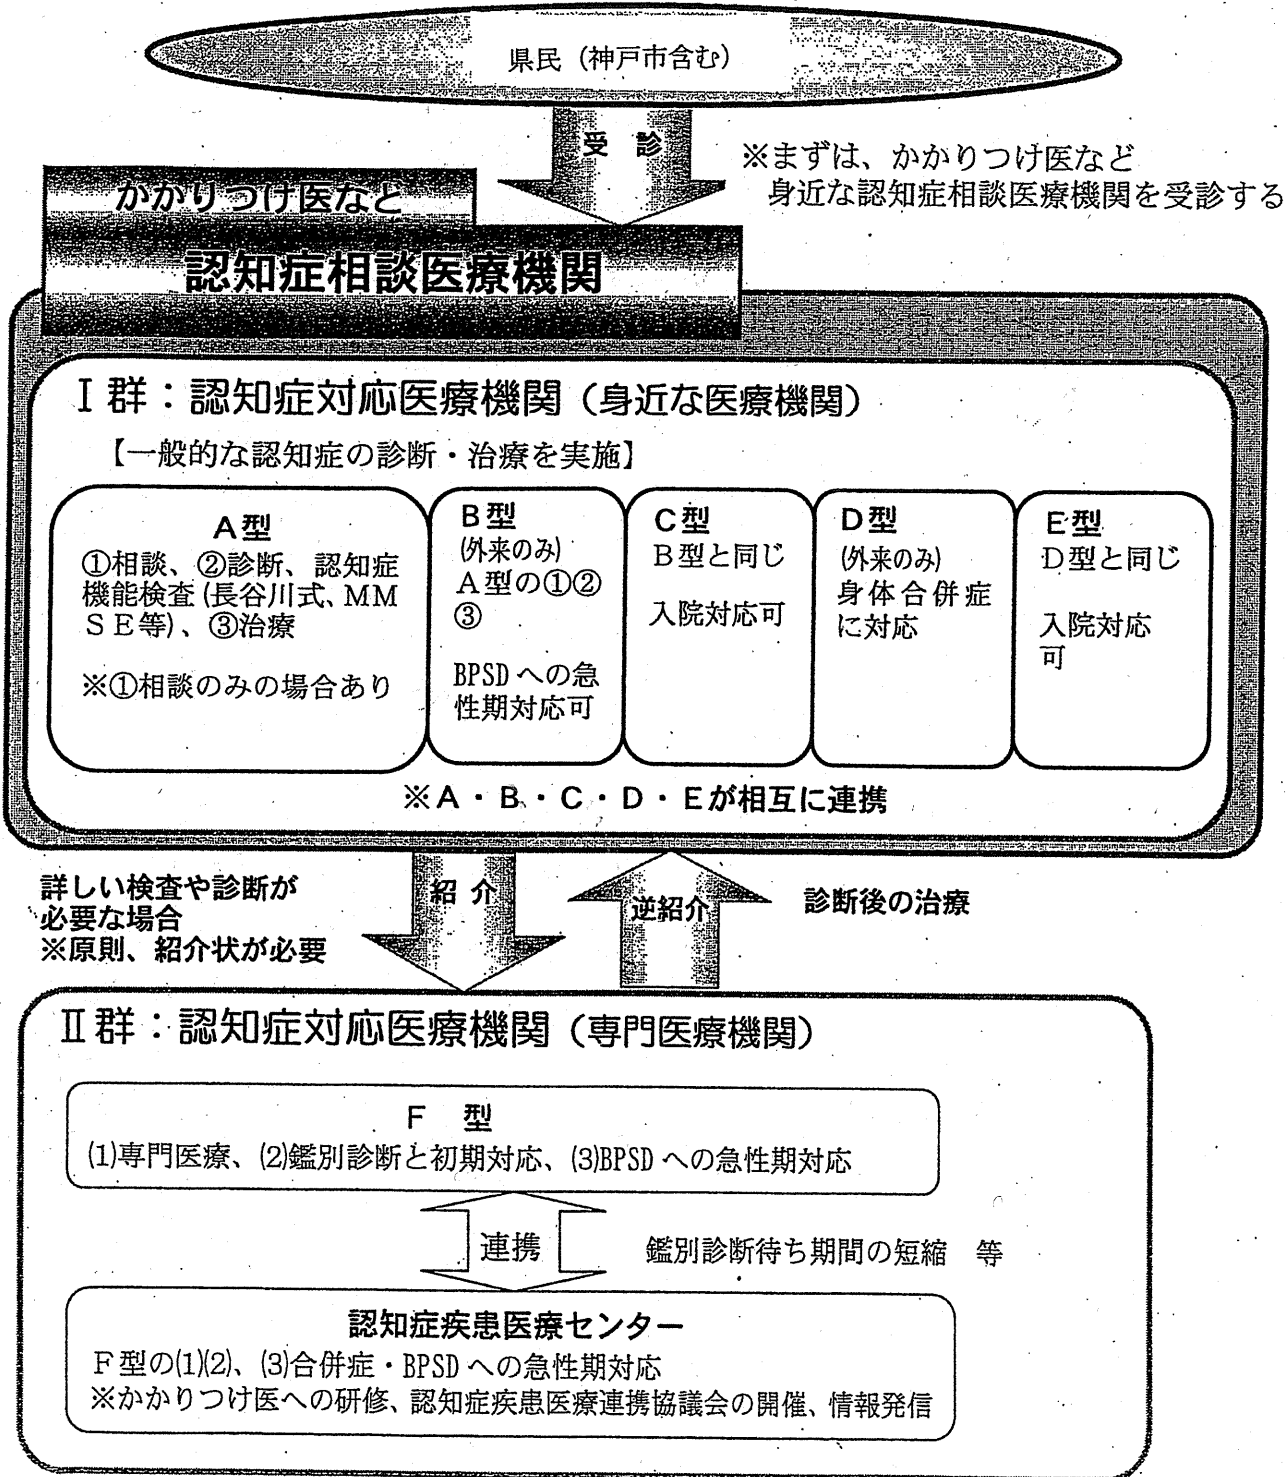 県民（神戸市含む）
受 診
※まずは、かかりつけ医など
身近な認知症相談医療機関を受診する
かかりつけ医など
認知症相談医療機関
Ⅰ群：認知症対応医療機関（身近な医療機関）
【一般的な認知症の診断・治療を実施】
A型
①相談、②診断、認知症
機能検査（長谷川式、MM
SE等）、③治療
※①相談のみの場合あり
B型
(外来のみ)
A型の①②
③
BPSDへの急
性期対応可
C型
B型と同じ
入院対応可
D型
(外来のみ)
身体合併症
に対応
E型
D型と同じ
入院対応
可
※A・B・C・D・Eが相互に連携
詳しい検査や診断が
必要な場合
※原則、紹介状が必要
紹 介
逆紹介
診断後の治療
Ⅱ群：認知症対応医療機関（専門医療機関）
F 型
(1)専門医療、(2)鑑別診断と初期対応、(3)BPSDへの急性期対応
連携
鑑別診断待ち期間の短縮 等
認知症疾患医療センター
F型の(1)(2)、(3)合併症・BPSDへの急性期対応
※かかりつけ医への研修、認知症疾患医療連携協議会の開催、情報発信